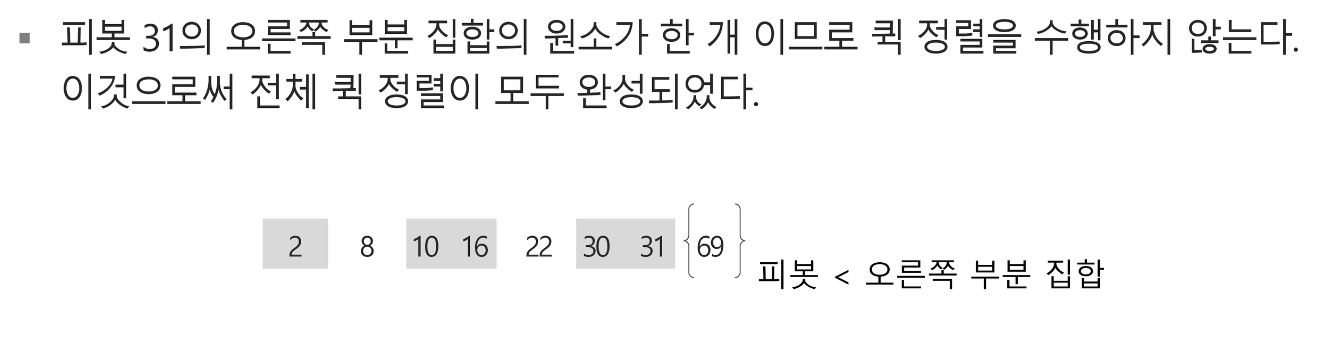 ▪ 피봇 31의 오른쪽 부분 집합의 원소가 한 개 이므로 퀵 정렬을 수행하지 않는다.
이것으로써 전체 퀵 정렬이 모두 완성되었다.
2 8 10 16 22 30 31 {69}
피봇 < 오른쪽 부분 집합